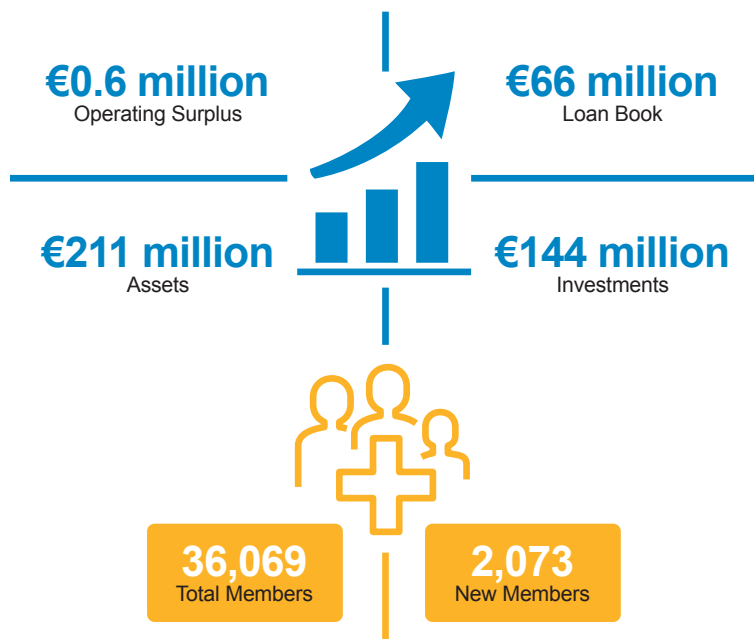 €0.6 million
Operating Surplus
€66 million
Loan Book
€211 million
Assets
€144 million
Investments
36,069
Total Members
2,073
New Members